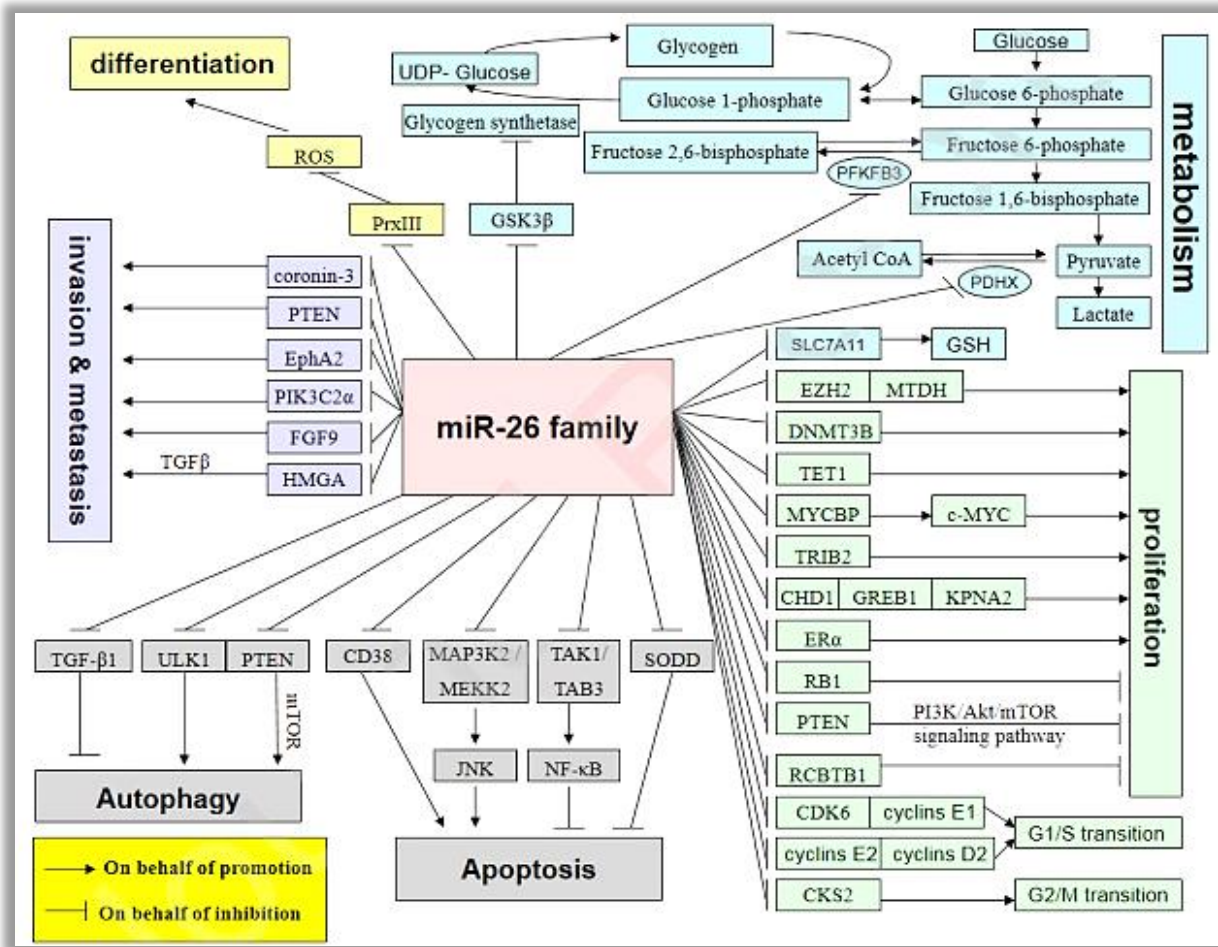 differentiation
ROS
PrxIII
UDP- Glucose
Glycogen
Glucose 1-phosphate
Glycogen synthetase
Fructose 2,6-bisphosphate
GSK3β
Glucose
Glucose 6-phosphate
Fructose 6-phosphate
PFKFB3
Fructose 1,6-bisphosphate
Acetyl CoA
Pyruvate
PDHX
Lactate
metabolism
invasion & metastasis
coronin-3
PTEN
EphA2
PIK3C2α
FGF9
TGFβ
HMGA
miR-26 family
SLC7A11
GSH
EZH2
MTDH
DNMT3B
TET1
MYCBP
c-MYC
TRIB2
CHD1
GREB1
KPNA2
ERα
RB1
PTEN
PI3K/Akt/mTOR
signaling pathway
RCBTB1
proliferation
CDK6
cyclins E1
cyclins E2
cyclins D2
G1/S transition
CKS2
G2/M transition
TGF-β1
ULK1
PTEN
mTOR
Autophagy
CD38
MAP3K2 /
MEKK2
TAK1/
TAB3
SODD
JNK
NF-κB
Apoptosis
On behalf of promotion
On behalf of inhibition